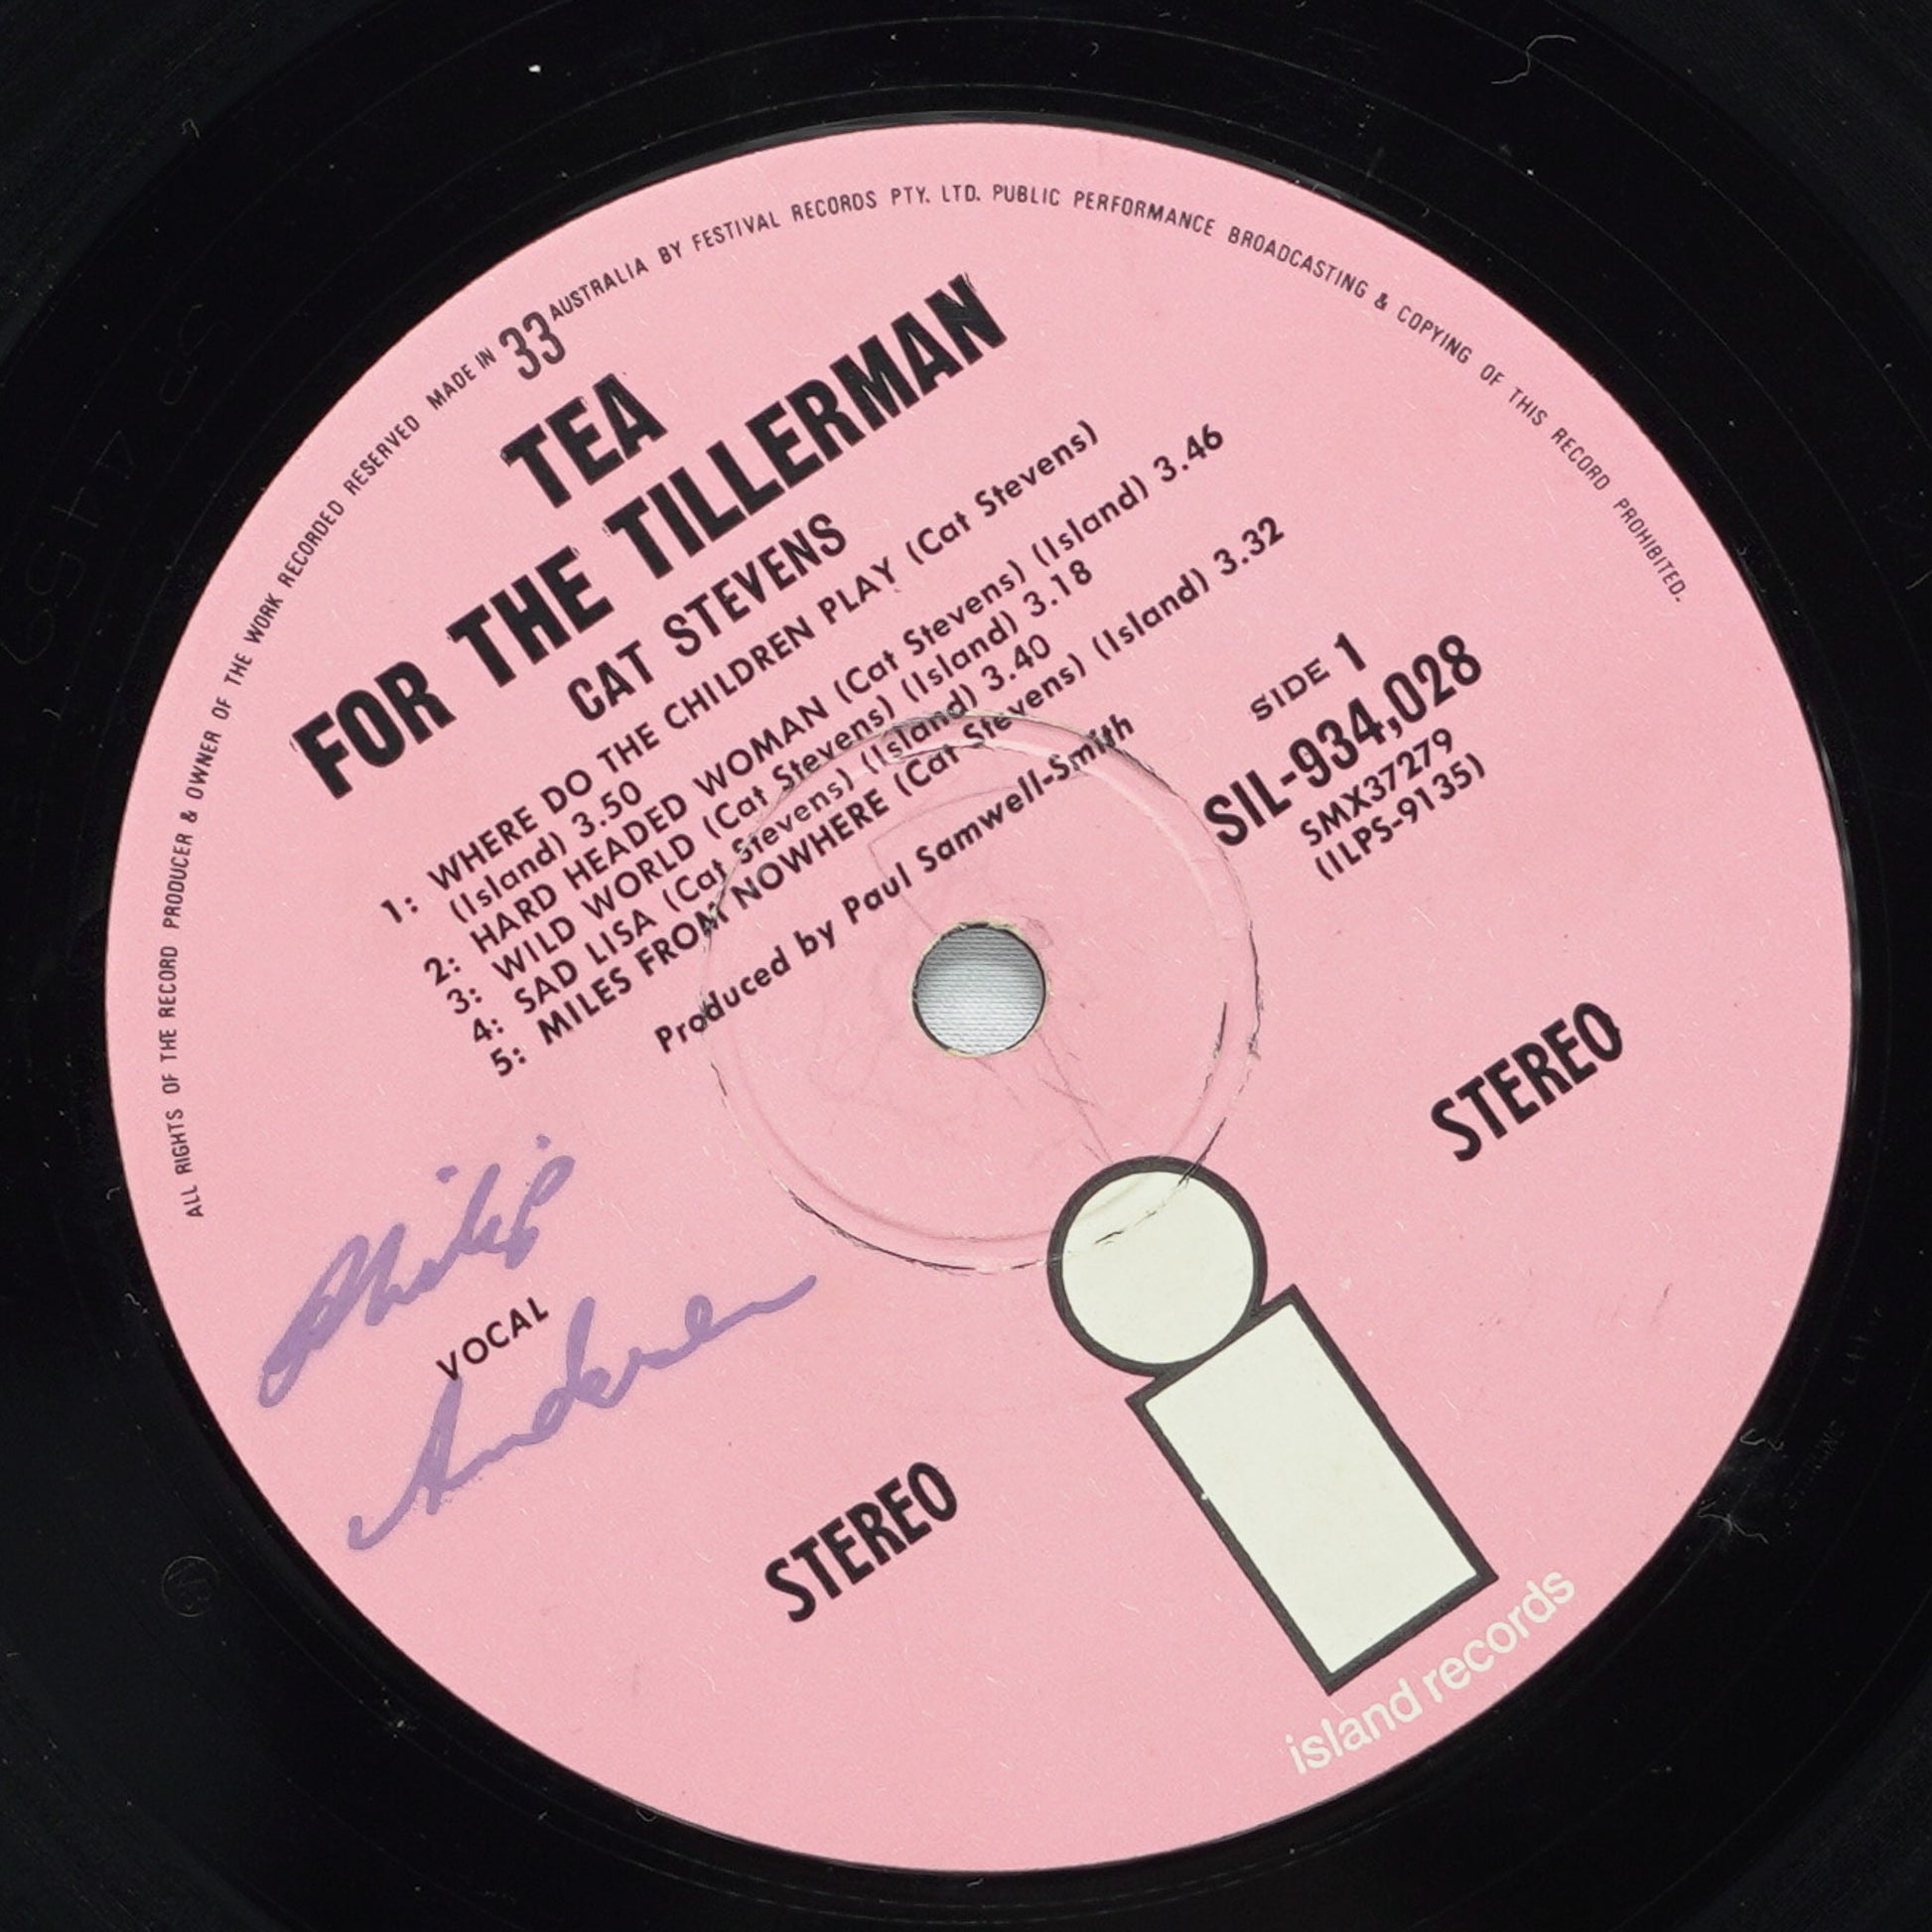 ALL RIGHTS OF THE RECORD PRODUCER & OWNER OF THE WORK RECORDED RESERVED MADE IN AUSTRALIA BY FESTIVAL RECORDS PTY. LTD. PUBLIC PERFORMANCE BROADCASTING & COPYING OF THIS RECORD PROHIBITED.
33
TEA
FOR THE TILLERMAN
CAT STEVENS
1: WHERE DO THE CHILDREN PLAY (Cat Stevens)
(Island) 3.50
2: HARD HEADED WOMAN (Cat Stevens) (Island) 3.46
3: WILD WORLD (Cat Stevens) (Island) 3.18
4: SAD LISA (Cat Stevens) (Island) 3.40
5: MILES FROM NOWHERE (Cat Stevens) (Island) 3.32
Produced by Paul Samwell-Smith
SIDE 1
SIL-934,028
SMX37279
(ILPS-9135)
STEREO
Philip
VOCAL
STEREO
island records